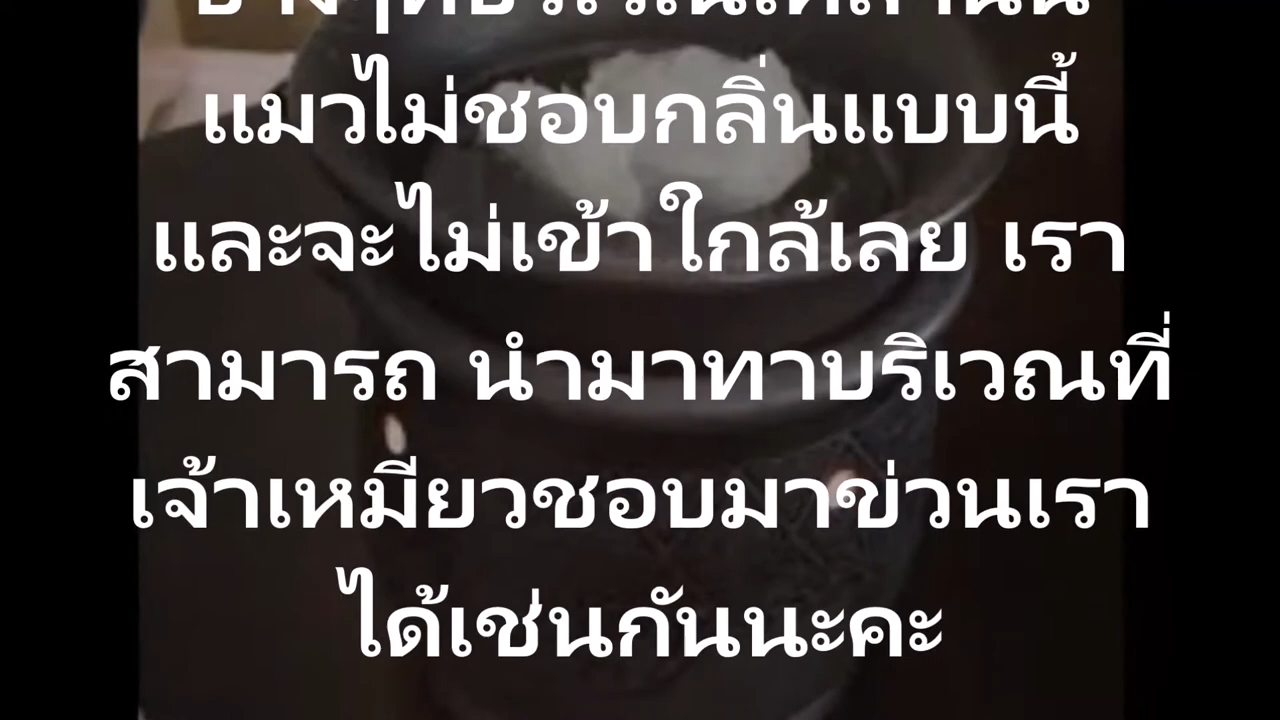 แมวไม่ชอบกลิ่นแบบนี้
และจะไม่เข้าใกล้เลย เรา
สามารถ นำมาทาบริเวณที่
เจ้าเหมียวชอบมาข่วนเรา
ได้เช่นกันนะคะ